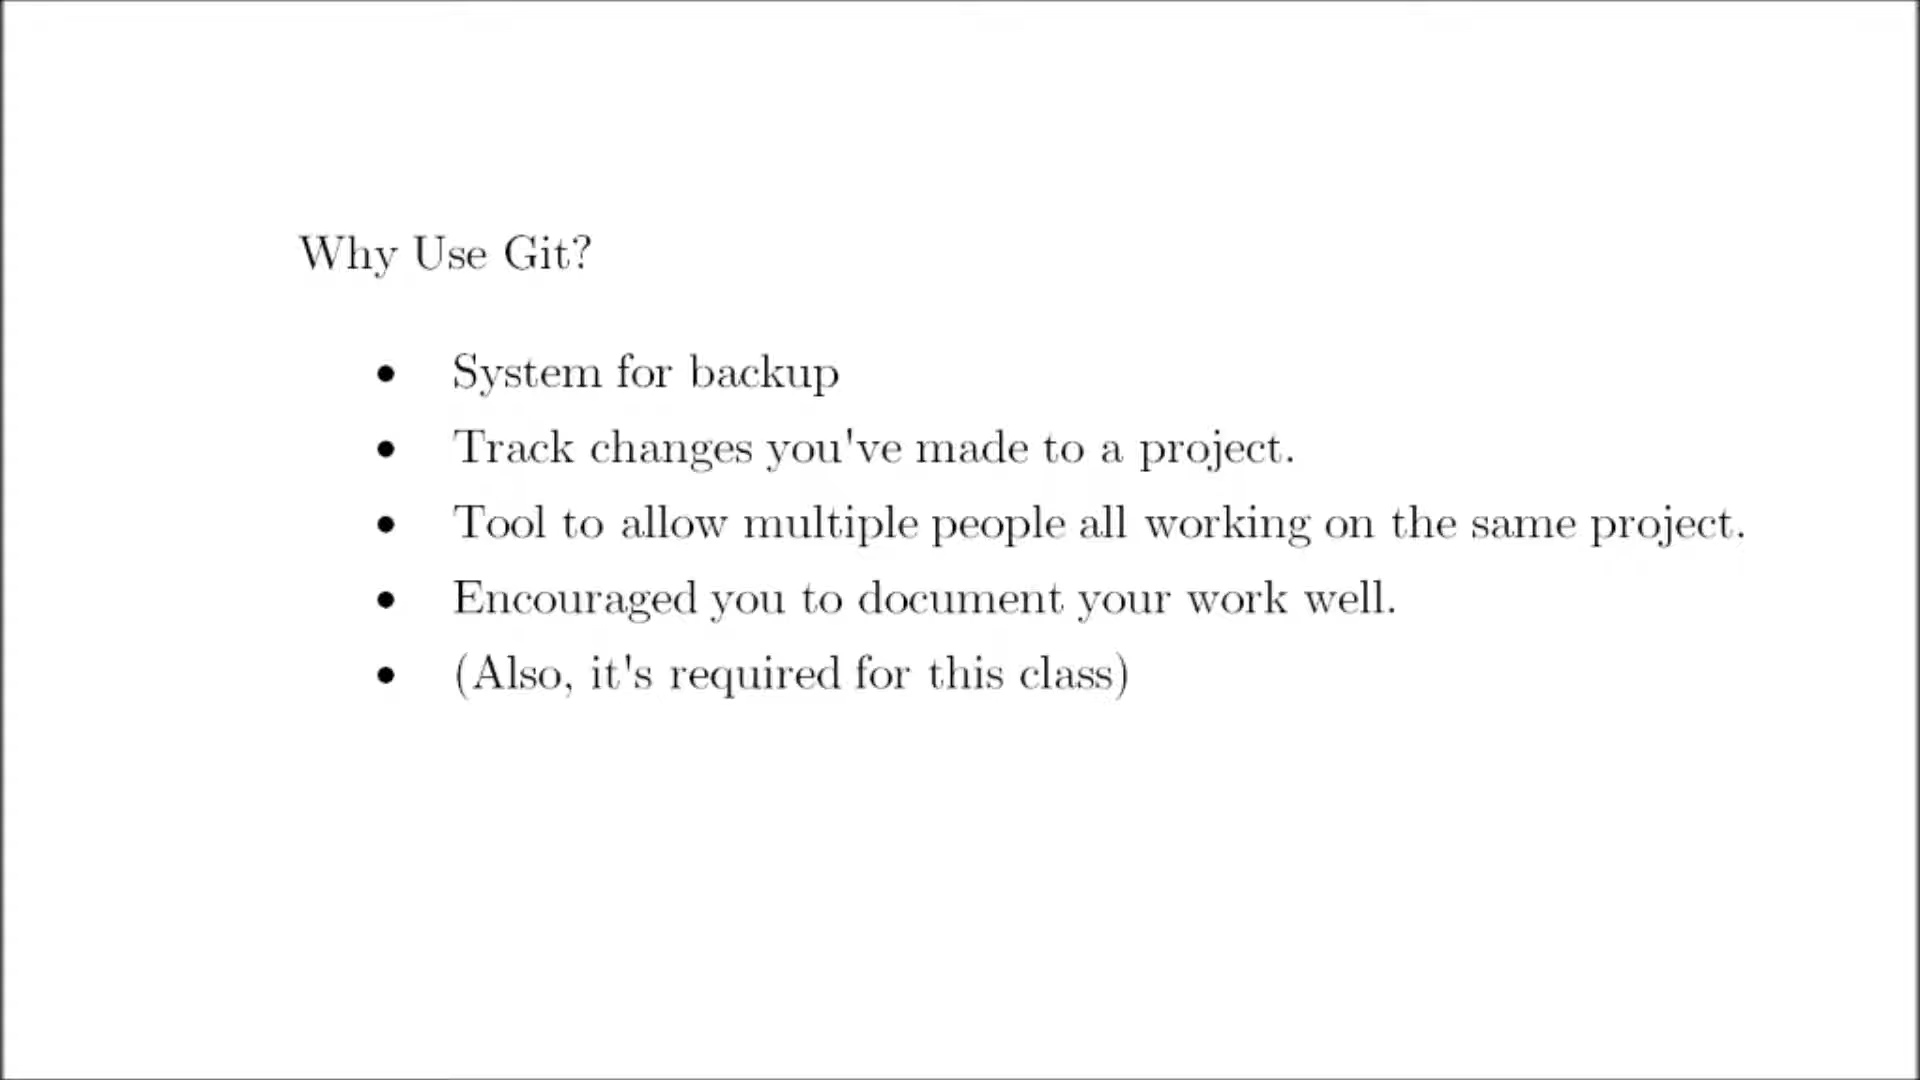 Why Use Git?
• System for backup
• Track changes you've made to a project.
• Tool to allow multiple people all working on the same project.
• Encouraged you to document your work well.
• (Also, it's required for this class)